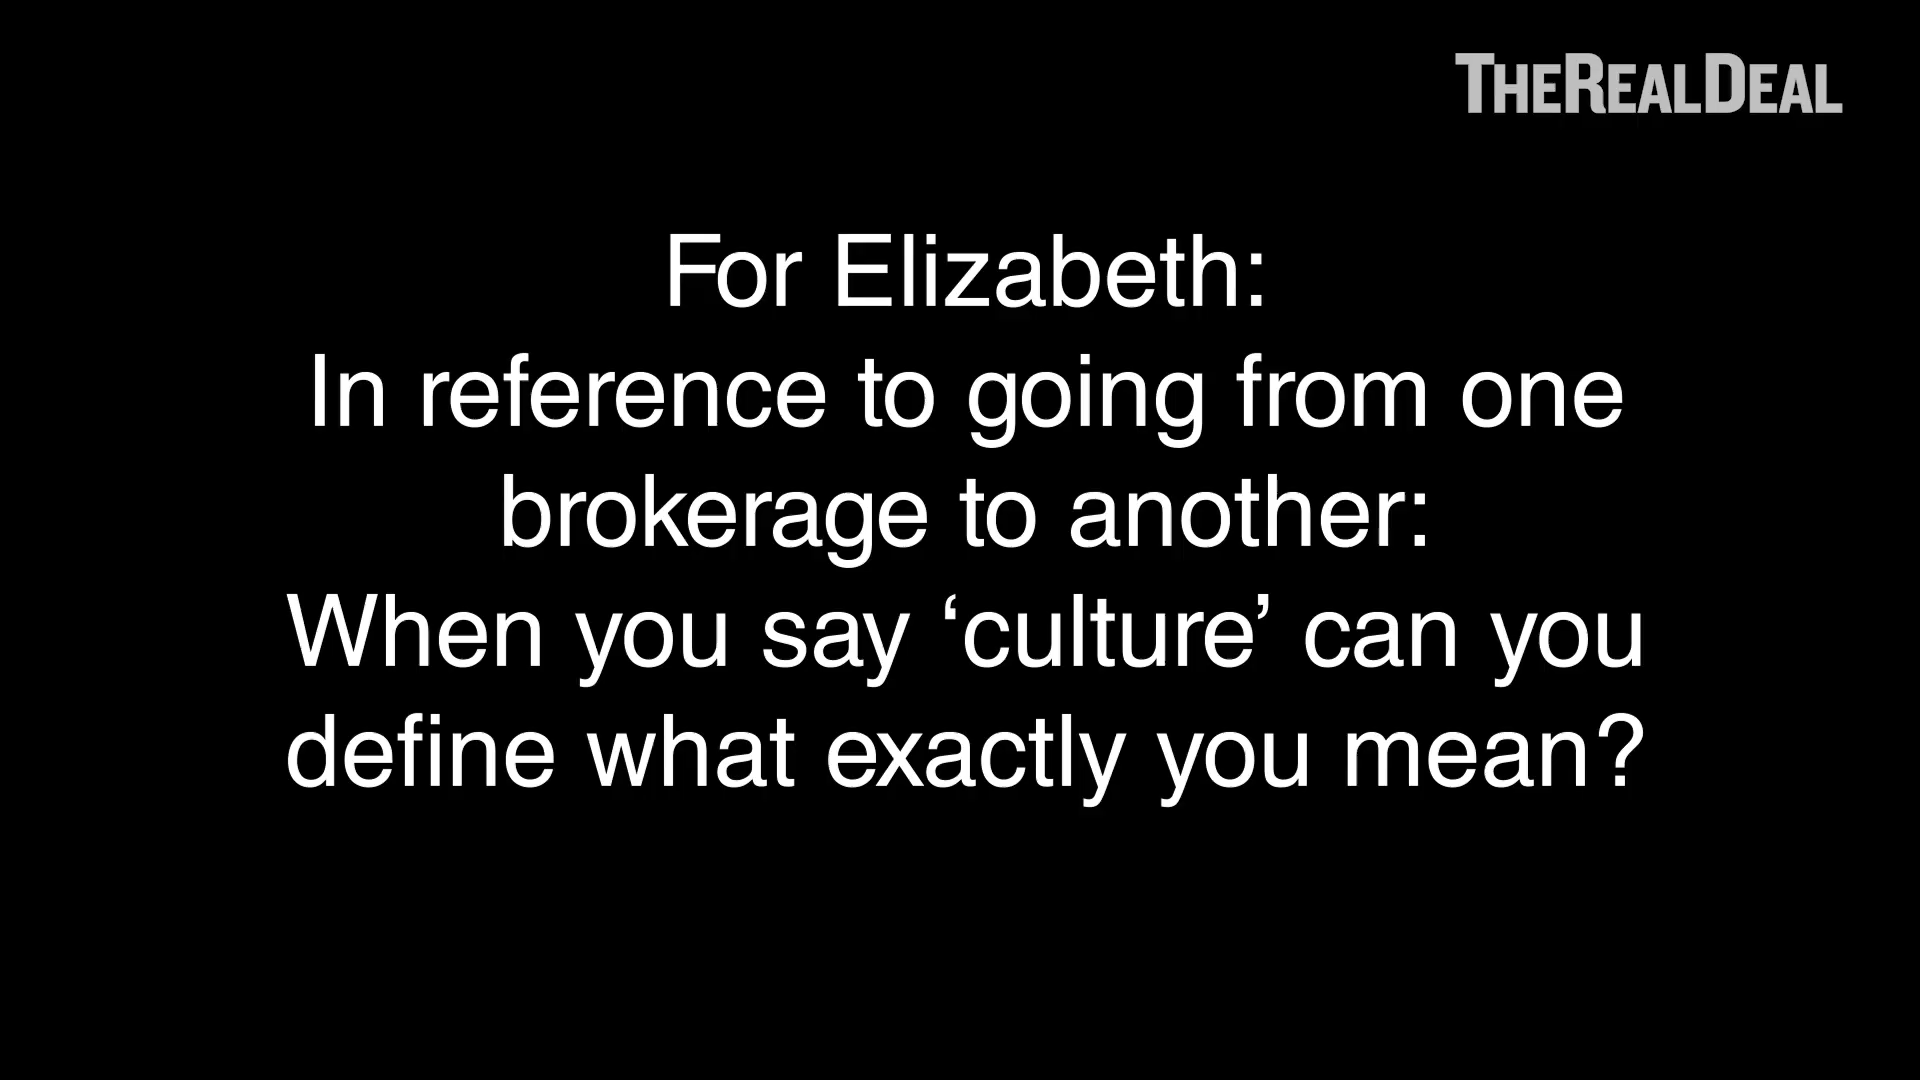 THEREALDEAL
For Elizabeth:
In reference to going from one
brokerage to another:
When you say ‘culture’ can you
define what exactly you mean?